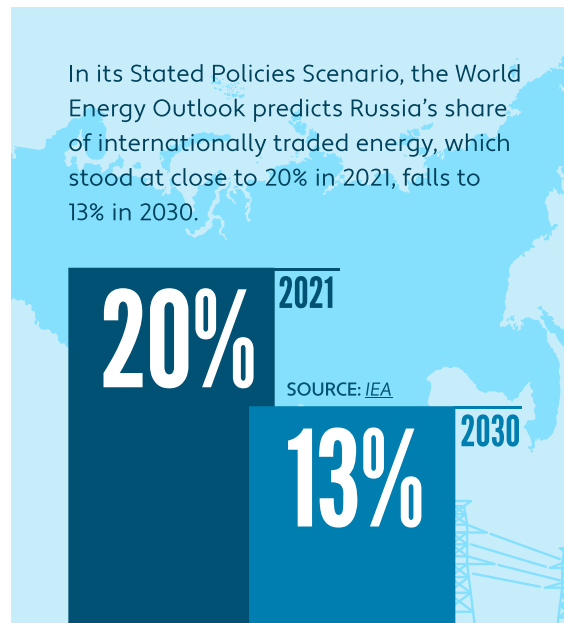 In its Stated Policies Scenario, the World
Energy Outlook predicts Russia’s share
of internationally traded energy, which
stood at close to 20% in 2021, falls to
13% in 2030.
20%
2021
SOURCE: IEA
13%
2030